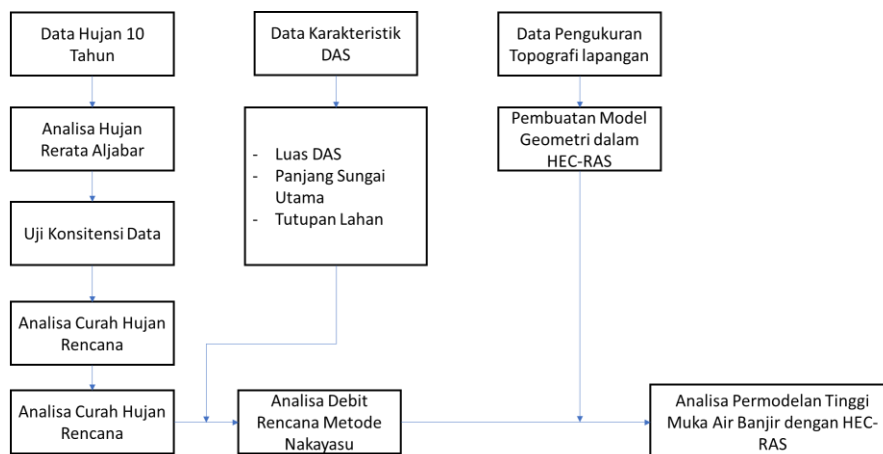 Data Hujan 10
Tahun
Data Karakteristik
DAS
Data Pengukuran
Topografi lapangan
Analisa Hujan
Rerata Aljabar
- Luas DAS
- Panjang Sungai
Utama
- Tutupan Lahan
Pembuatan Model
Geometri dalam
HEC-RAS
Uji Konsitensi Data
Analisa Curah Hujan
Rencana
Analisa Curah Hujan
Rencana
Analisa Debit
Rencana Metode
Nakayasu
Analisa Permodelan Tinggi
Muka Air Banjir dengan HEC-
RAS